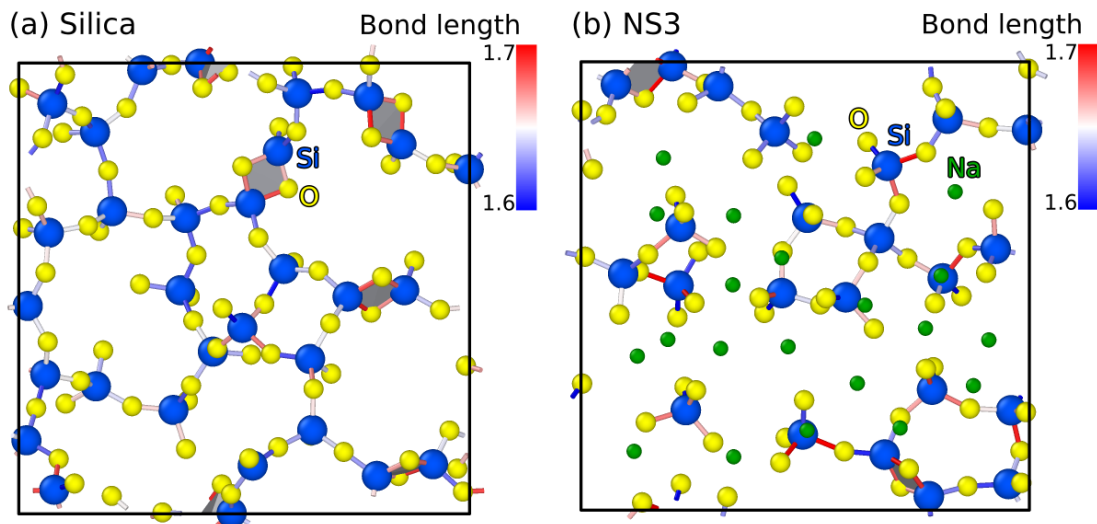 (a) Silica
Bond length
1.7
1.6
Si
O
(b) NS3
Bond length
1.7
1.6
O
Si
Na